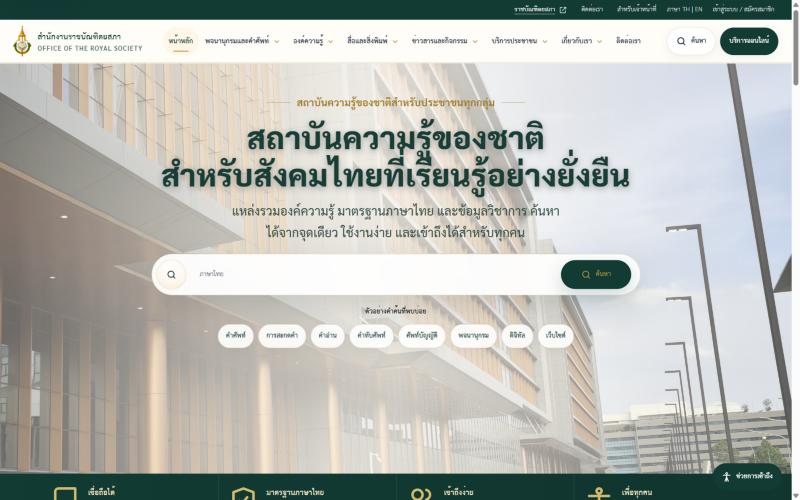 ราชบัณฑิตยสภา
ติดต่อเรา
สำหรับเจ้าหน้าที่
ภาษา TH | EN
เข้าสู่ระบบ / สมัครสมาชิก
สำนักงานราชบัณฑิตยสภา
OFFICE OF THE ROYAL SOCIETY
หน้าหลัก
พจนานุกรมและคำศัพท์
องค์ความรู้
สื่อและสิ่งพิมพ์
ข่าวสารและกิจกรรม
บริการประชาชน
เกี่ยวกับเรา
ติดต่อเรา
ค้นหา
บริการออนไลน์
สถาบันความรู้ของชาติสำหรับประชาชนทุกกลุ่ม
สถาบันความรู้ของชาติ
สำหรับสังคมไทยที่เรียนรู้อย่างยั่งยืน
แหล่งรวมองค์ความรู้ มาตรฐานภาษาไทย และข้อมูลวิชาการ ค้นหา
ได้จากจุดเดียว ใช้งานง่าย และเข้าถึงได้สำหรับทุกคน
ภาษาไทย
ค้นหา
ตัวอย่างคำค้นที่พบบ่อย
คำศัพท์
การสะกดคำ
คำอ่าน
คำทับศัพท์
ศัพท์บัญญัติ
พจนานุกรม
ดิจิทัล
เว็บไซต์
ช่วยการเข้าถึง
เชื่อถือได้
มาตรฐานภาษาไทย
เข้าถึงง่าย
เพื่อทุกคน